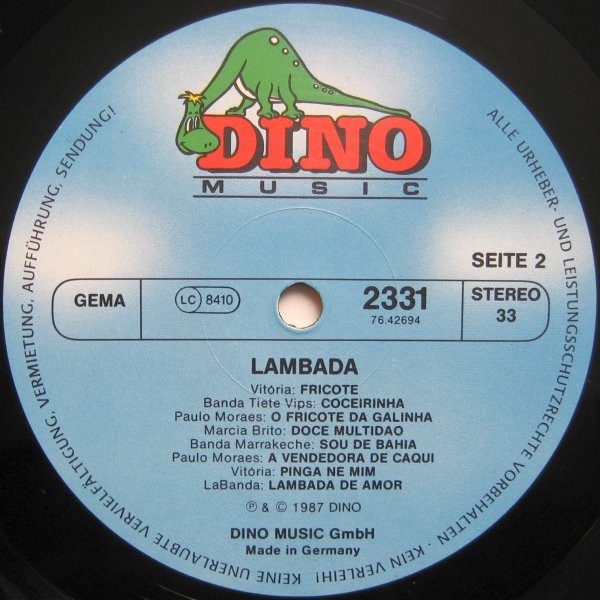 DINO
MUSIC
SEITE 2
GEMA
LC 8410
2331
76.42694
STEREO
33
LAMBADA
Vitória: FRICOTE
Banda Tiete Vips: COCEIRINHA
Paulo Moraes: O FRICOTE DA GALINHA
Marcia Brito: DOCE MULTIDAO
Banda Marrakeche: SOU DE BAHIA
Paulo Moraes: A VENDEDORA DE CAQUI
Vitória: PINGA NE MIM
LaBanda: LAMBADA DE AMOR
℗ & © 1987 DINO
DINO MUSIC GmbH
Made in Germany
ALLE URHEBER- UND LEISTUNGSSCHUTZRECHTE VORBEHALTEN · KEIN VERLEIH! · KEINE UNERLAUBTE VERVIELFÄLTIGUNG, VERMIETUNG, AUFFÜHRUNG, SENDUNG!